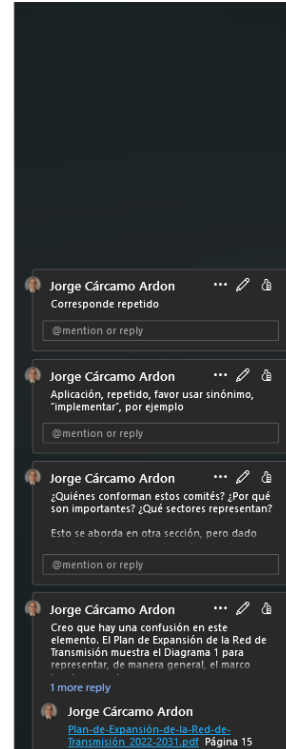 Jorge Cárcamo Ardon
Corresponde repetido
@mention or reply
Jorge Cárcamo Ardon
Aplicación, repetido, favor usar sinónimo,
"implementar", por ejemplo
@mention or reply
Jorge Cárcamo Ardon
¿Quiénes conforman estos comités? ¿Por qué
son importantes? ¿Qué sectores representan?
Esto se aborda en otra sección, pero dado
@mention or reply
Jorge Cárcamo Ardon
Creo que hay una confusión en este
elemento. El Plan de Expansión de la Red de
Transmisión muestra el Diagrama 1 para
representar, de manera general, el marco
1 more reply
Jorge Cárcamo Ardon
Plan-de-Expansión-de-la-Red-de-
Transmisión_2022-2031.pdf Página 15